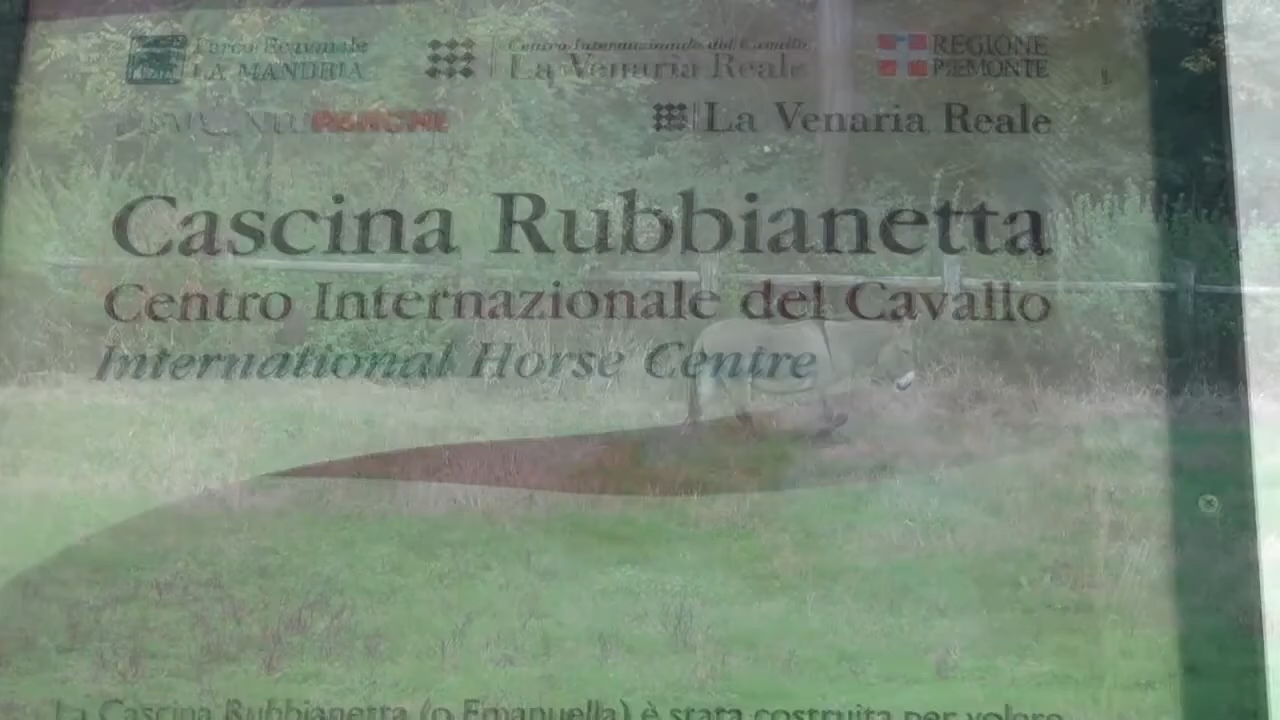 Parco Regionale
LA MANDRIA
Centro Internazionale del Cavallo
La Venaria Reale
REGIONE
PIEMONTE
La Venaria Reale
Cascina Rubbianetta
Centro Internazionale del Cavallo
International Horse Centre
La Cascina Rubbianetta (o Emanuella) è stata costruita per volere